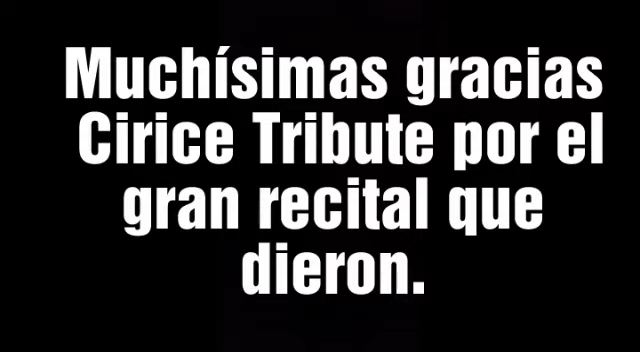 Muchísimas gracias
Cirice Tribute por el
gran recital que
dieron.